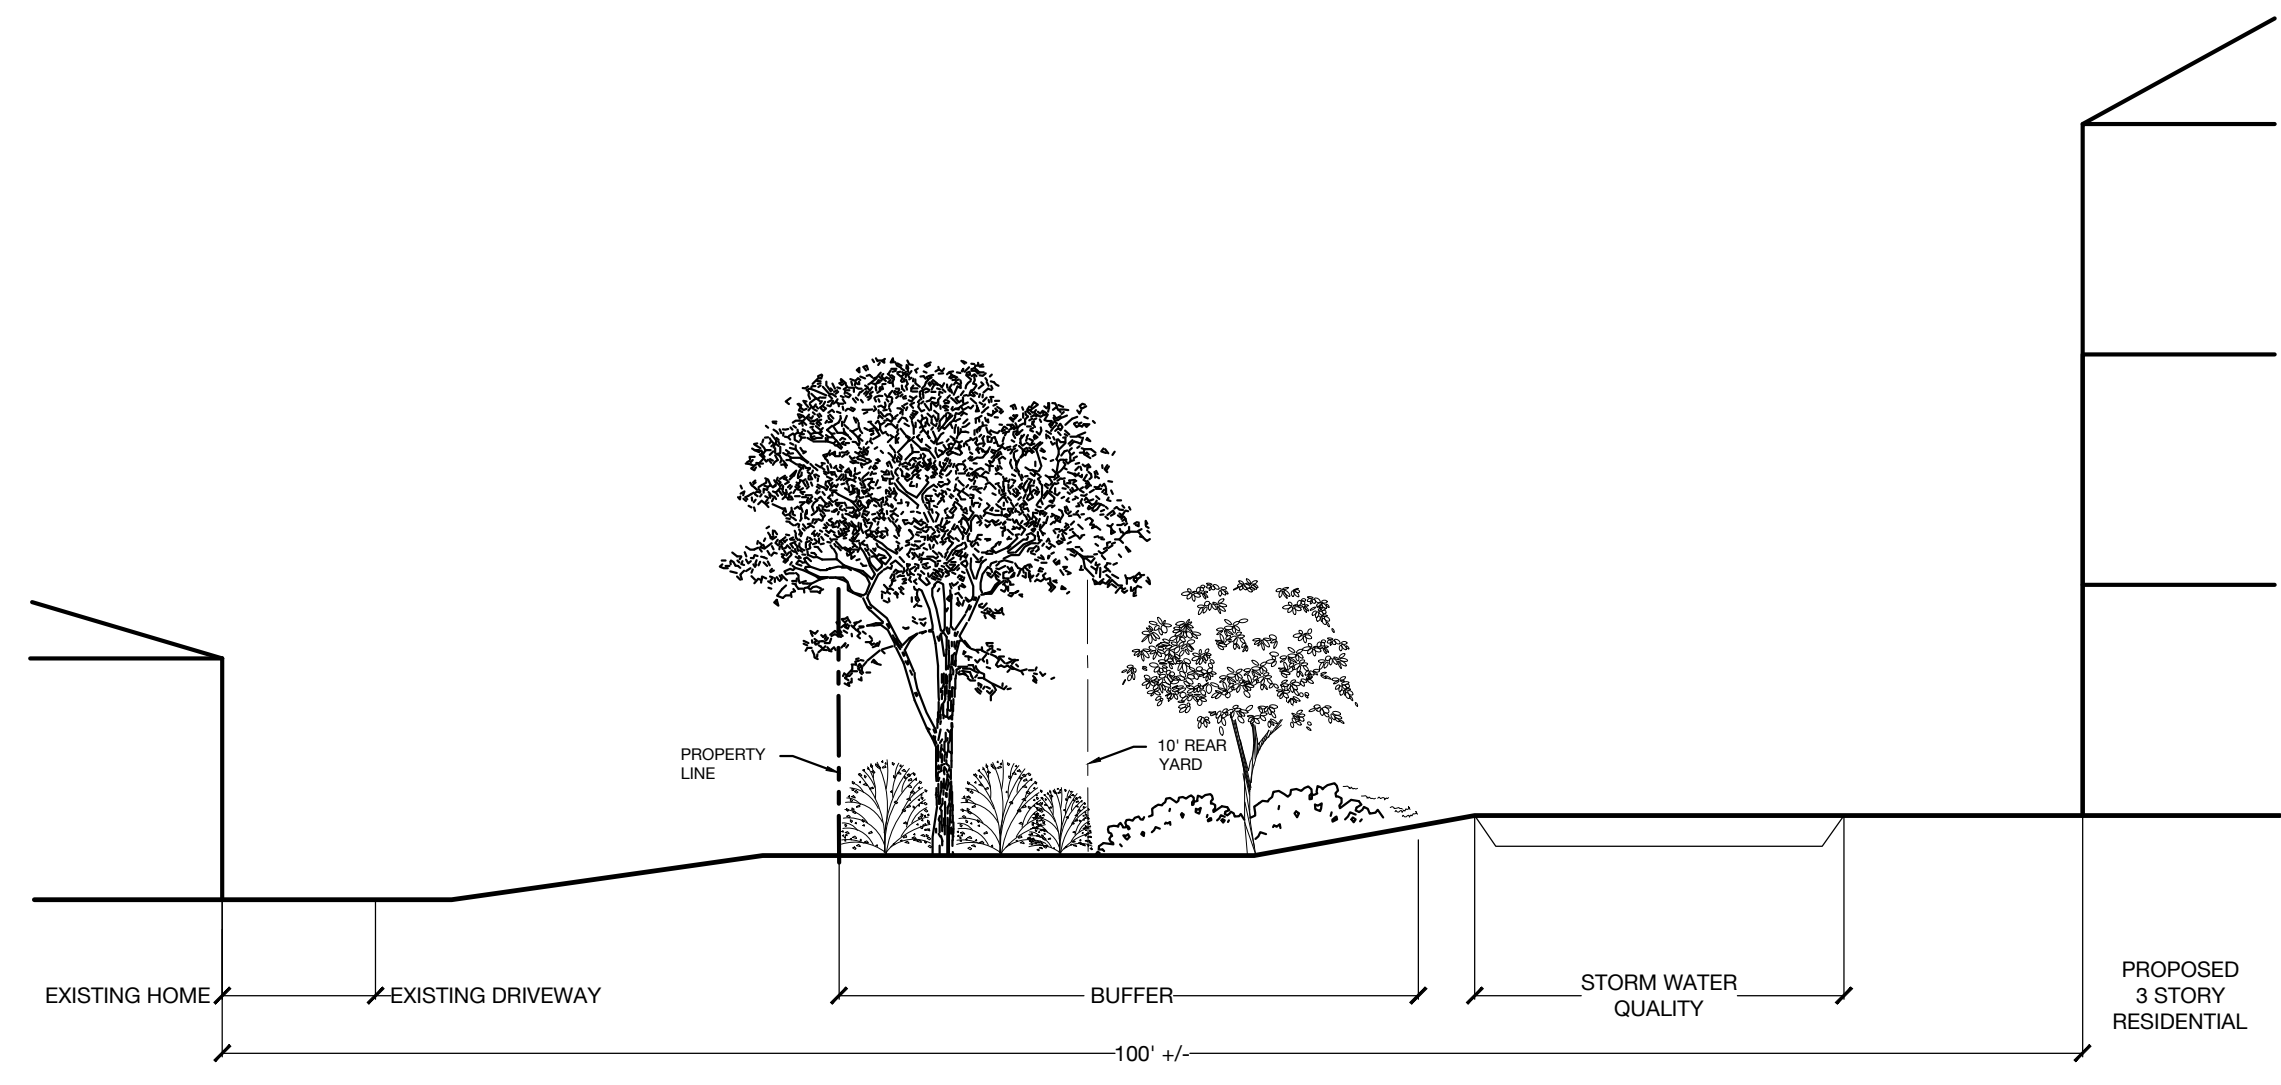 PROPERTY
LINE
10' REAR
YARD
EXISTING HOME
EXISTING DRIVEWAY
BUFFER
STORM WATER
QUALITY
PROPOSED
3 STORY
RESIDENTIAL
100' +/-